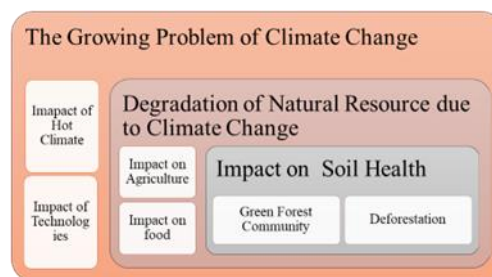 The Growing Problem of Climate Change
Imapact of
Hot
Climate
Impact of
Technolog
ies
Degradation of Natural Resource due
to Climate Change
Impact on
Agriculture
Impact on
food
Impact on  Soil Health
Green Forest
Community
Deforestation